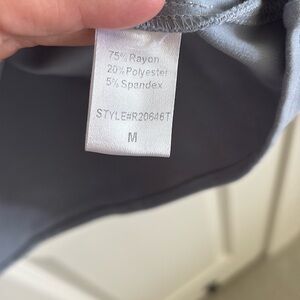 75% Rayon
20% Polyester
5% Spandex
STYLE#R20646T
M